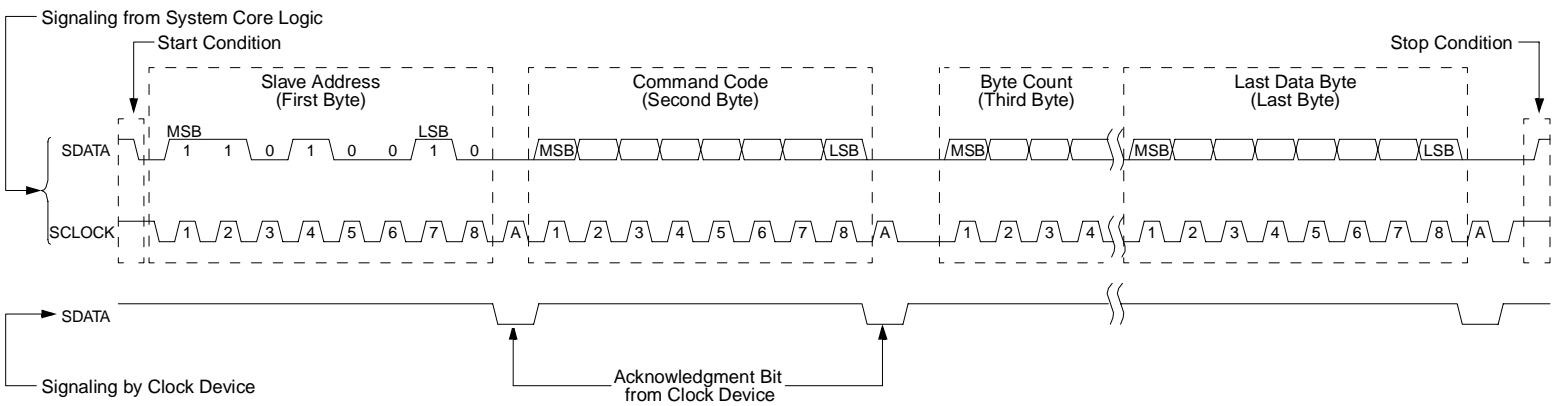 Signaling from System Core Logic
Start Condition
Stop Condition
Slave Address
(First Byte)
Command Code
(Second Byte)
Byte Count
(Third Byte)
Last Data Byte
(Last Byte)
MSB
LSB
SDATA
1 1 0 1 0 0 1 0
MSB
LSB
MSB
MSB
LSB
SCLOCK
1 2 3 4 5 6 7 8 A 1 2 3 4 5 6 7 8 A 1 2 3 4 1 2 3 4 5 6 7 8 A
SDATA
Signaling by Clock Device
Acknowledgment Bit
from Clock Device